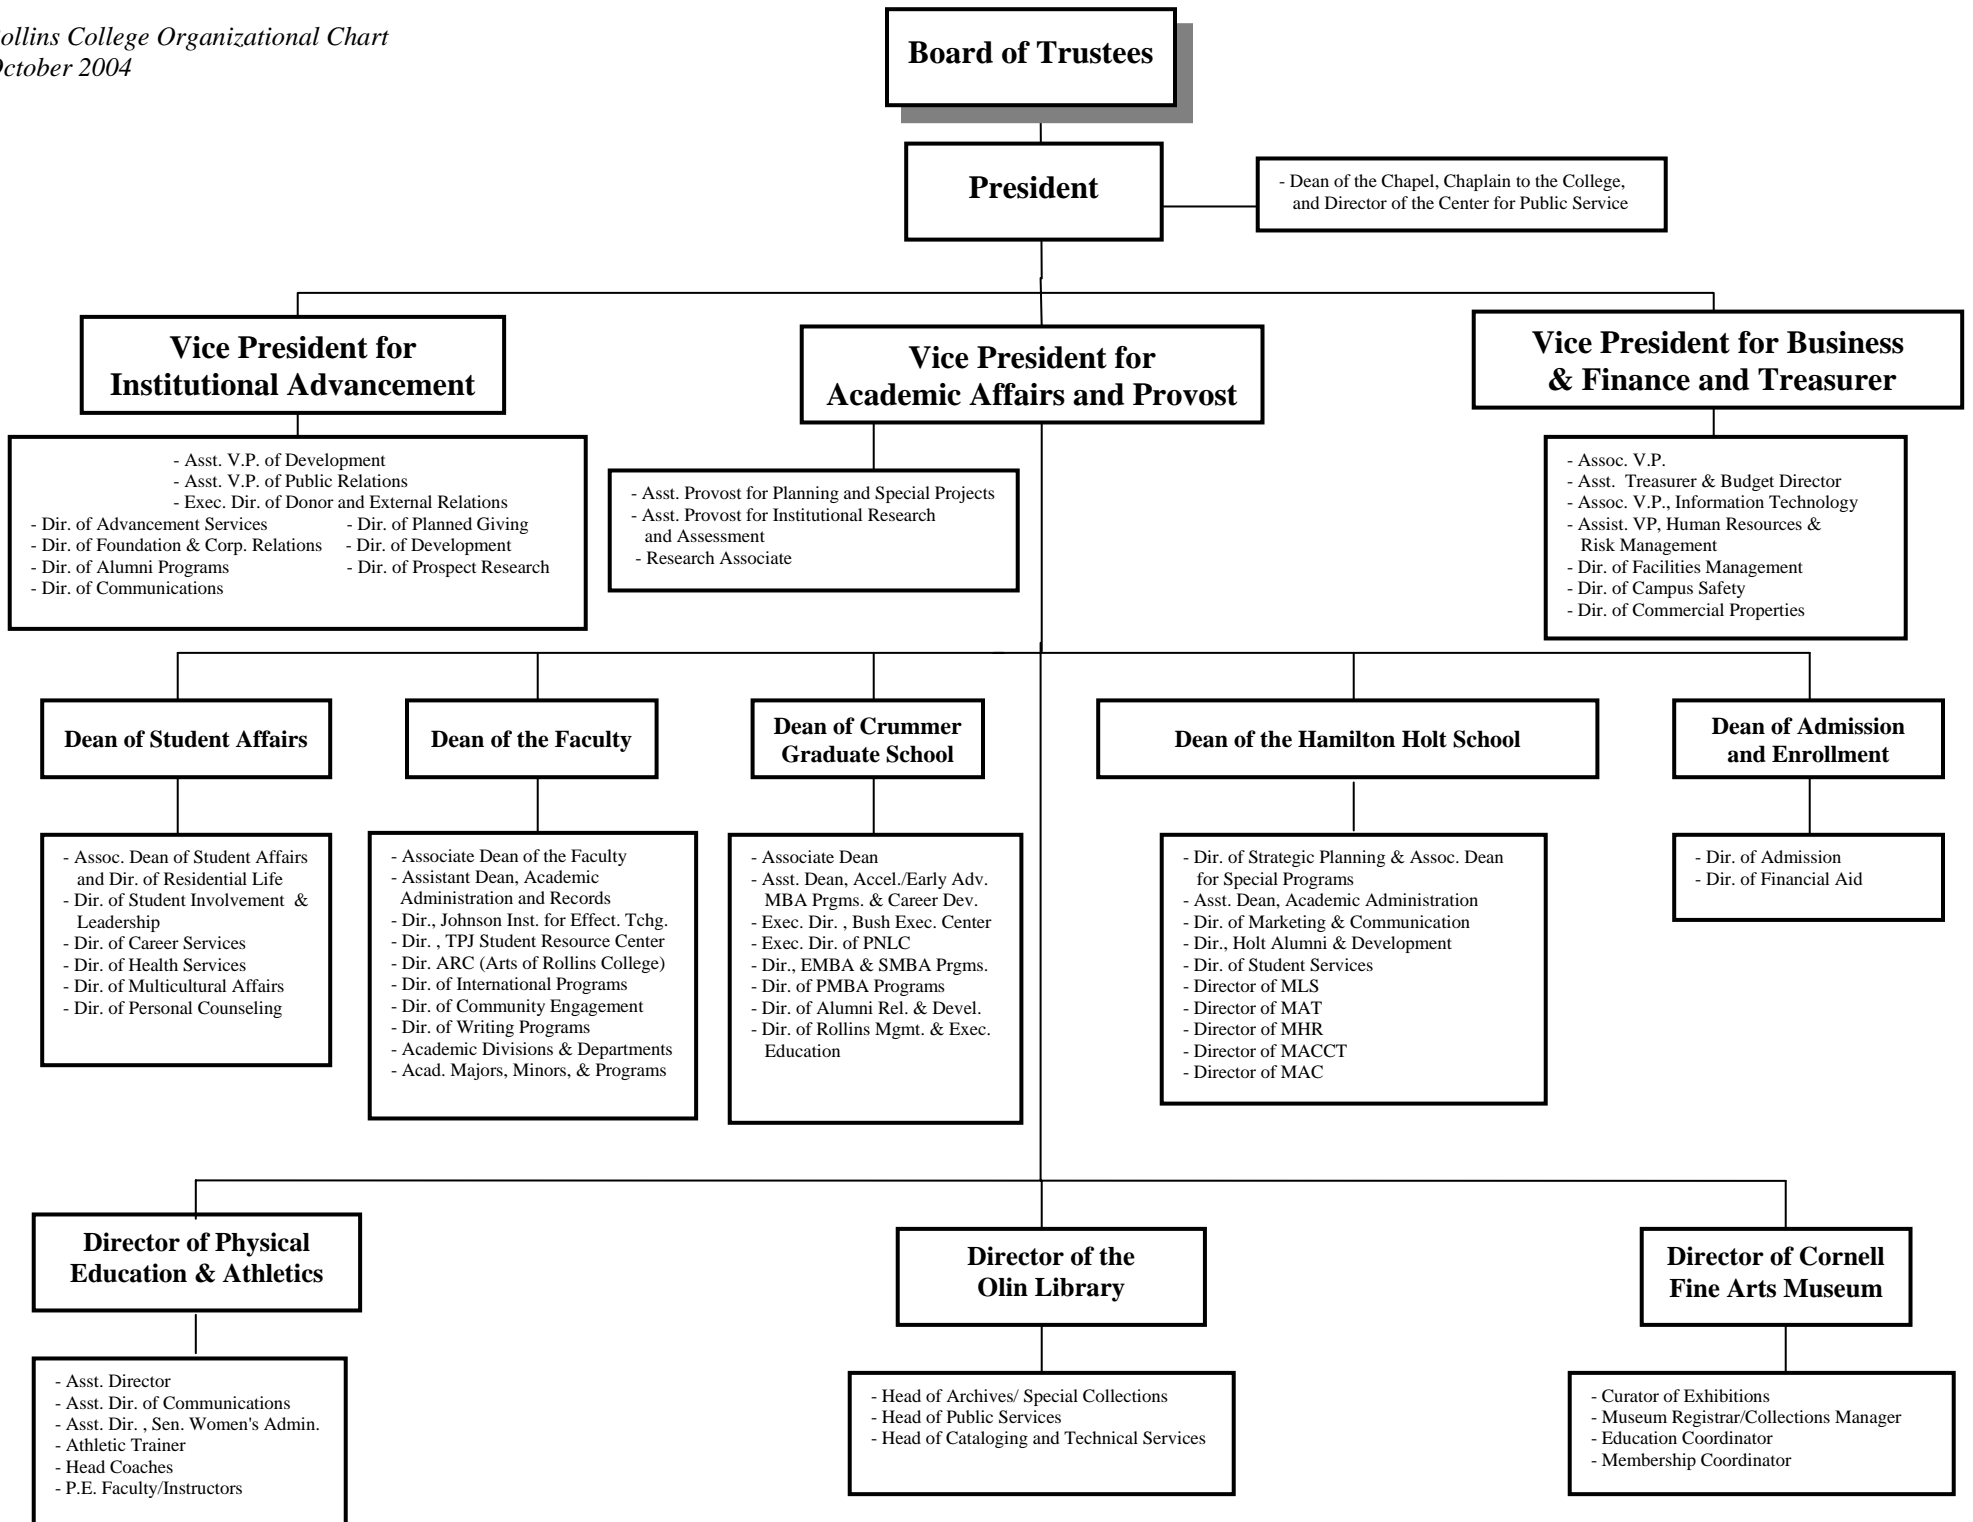 ollins College Organizational Chart
October 2004
Board of Trustees
President
- Dean of the Chapel, Chaplain to the College,
and Director of the Center for Public Service
Vice President for
Institutional Advancement
Vice President for
Academic Affairs and Provost
Vice President for Business
& Finance and Treasurer
- Asst. V.P. of Development
- Asst. V.P. of Public Relations
- Exec. Dir. of Donor and External Relations
- Dir. of Advancement Services - Dir. of Planned Giving
- Dir. of Foundation & Corp. Relations - Dir. of Development
- Dir. of Alumni Programs - Dir. of Prospect Research
- Dir. of Communications
- Asst. Provost for Planning and Special Projects
- Asst. Provost for Institutional Research
and Assessment
- Research Associate
- Assoc. V.P.
- Asst. Treasurer & Budget Director
- Assoc. V.P., Information Technology
- Assist. VP, Human Resources &
Risk Management
- Dir. of Facilities Management
- Dir. of Campus Safety
- Dir. of Commercial Properties
Dean of Student Affairs
Dean of the Faculty
Dean of Crummer
Graduate School
Dean of the Hamilton Holt School
Dean of Admission
and Enrollment
- Assoc. Dean of Student Affairs
and Dir. of Residential Life
- Dir. of Student Involvement &
Leadership
- Dir. of Career Services
- Dir. of Health Services
- Dir. of Multicultural Affairs
- Dir. of Personal Counseling
- Associate Dean of the Faculty
- Assistant Dean, Academic
Administration and Records
- Dir., Johnson Inst. for Effect. Tchg.
- Dir. , TPJ Student Resource Center
- Dir. ARC (Arts of Rollins College)
- Dir. of International Programs
- Dir. of Community Engagement
- Dir. of Writing Programs
- Academic Divisions & Departments
- Acad. Majors, Minors, & Programs
- Associate Dean
- Asst. Dean, Accel./Early Adv.
MBA Prgms. & Career Dev.
- Exec. Dir. , Bush Exec. Center
- Exec. Dir. of PNLC
- Dir., EMBA & SMBA Prgms.
- Dir. of PMBA Programs
- Dir. of Alumni Rel. & Devel.
- Dir. of Rollins Mgmt. & Exec.
Education
- Dir. of Strategic Planning & Assoc. Dean
for Special Programs
- Asst. Dean, Academic Administration
- Dir. of Marketing & Communication
- Dir., Holt Alumni & Development
- Dir. of Student Services
- Director of MLS
- Director of MAT
- Director of MHR
- Director of MACCT
- Director of MAC
- Dir. of Admission
- Dir. of Financial Aid
Director of Physical
Education & Athletics
Director of the
Olin Library
Director of Cornell
Fine Arts Museum
- Asst. Director
- Asst. Dir. of Communications
- Asst. Dir. , Sen. Women's Admin.
- Athletic Trainer
- Head Coaches
- P.E. Faculty/Instructors
- Head of Archives/ Special Collections
- Head of Public Services
- Head of Cataloging and Technical Services
- Curator of Exhibitions
- Museum Registrar/Collections Manager
- Education Coordinator
- Membership Coordinator